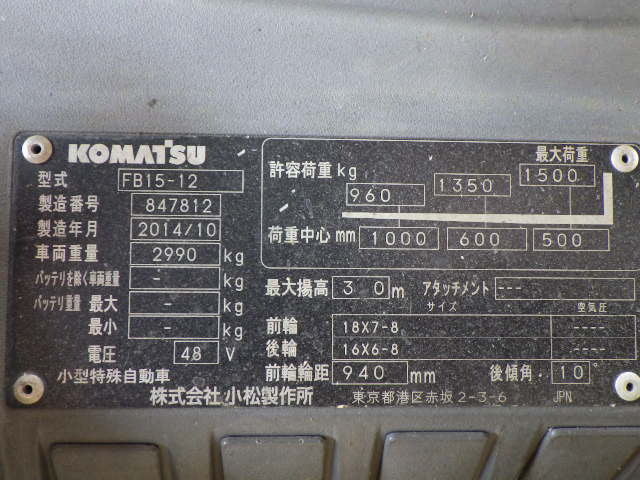 KOMATSU
型式 FB15-12
製造番号 847812
製造年月 2014/10
車両重量 2990 kg
バッテリを除く車両重量 - kg
バッテリ重量 最大 - kg
最小 - kg
電圧 48 V
小型特殊自動車
許容荷重 kg 最大荷重
960 1350 1500
荷重中心 mm 1000 600 500
最大揚高 3 0 m アタッチメント ---
サイズ 空気圧
前輪 18X7-8 ----
後輪 16X6-8 ----
前輪輪距 940 mm 後傾角 10 °
株式会社 小松製作所 東京都港区赤坂 2-3-6 JPN